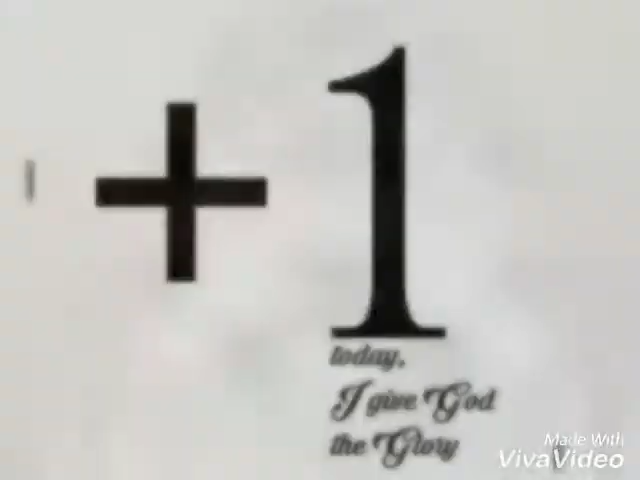 +1
today,
I give God
the Glory
Made With
VivaVideo